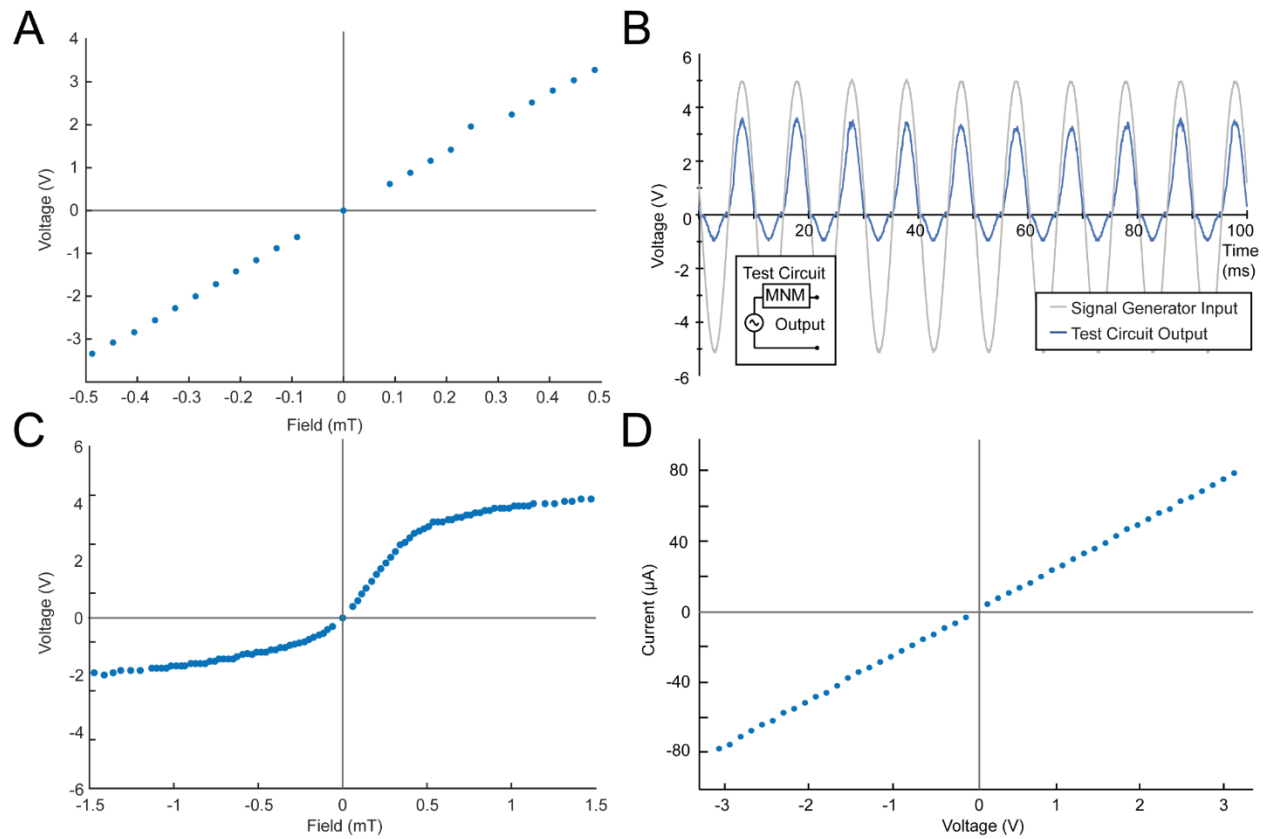 A
Voltage (V)
4
3
2
1
0
-1
-2
-3
-0.5 -0.4 -0.3 -0.2 -0.1 0 0.1 0.2 0.3 0.4 0.5
Field (mT)
B
Voltage (V)
6
4
2
0
-2
-4
-6
20 40 60 80 100
Time
(ms)
Test Circuit
MNM
Output
Signal Generator Input
Test Circuit Output
C
Voltage (V)
6
4
2
0
-2
-4
-6
-1.5 -1 -0.5 0 0.5 1 1.5
Field (mT)
D
Current (µA)
80
40
0
-40
-80
-3 -2 -1 0 1 2 3
Voltage (V)